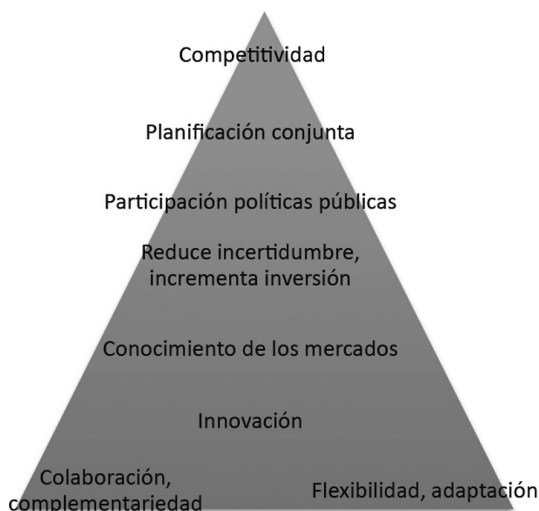 Competitividad
Planificación conjunta
Participación políticas públicas
Reduce incertidumbre,
incrementa inversión
Conocimiento de los mercados
Innovación
Colaboración,
complementariedad
Flexibilidad, adaptación